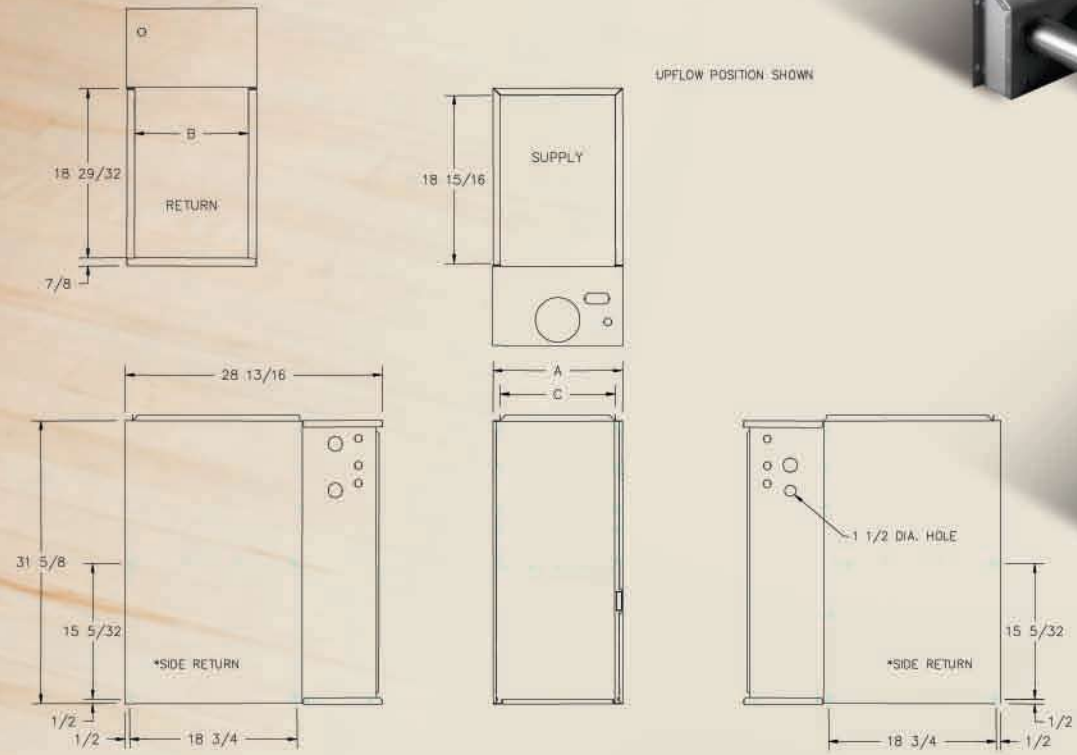 UPFLOW POSITION SHOWN
B
18 29/32
RETURN
7/8
SUPPLY
18 15/16
28 13/16
A
C
1 1/2 DIA. HOLE
31 5/8
15 5/32
*SIDE RETURN
1/2
1/2
18 3/4
15 5/32
*SIDE RETURN
1/2
18 3/4
1/2